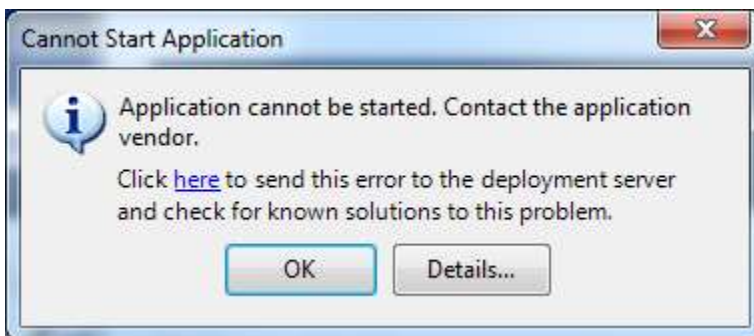 Cannot Start Application
Application cannot be started. Contact the application
vendor.
Click here to send this error to the deployment server
and check for known solutions to this problem.
OK
Details...